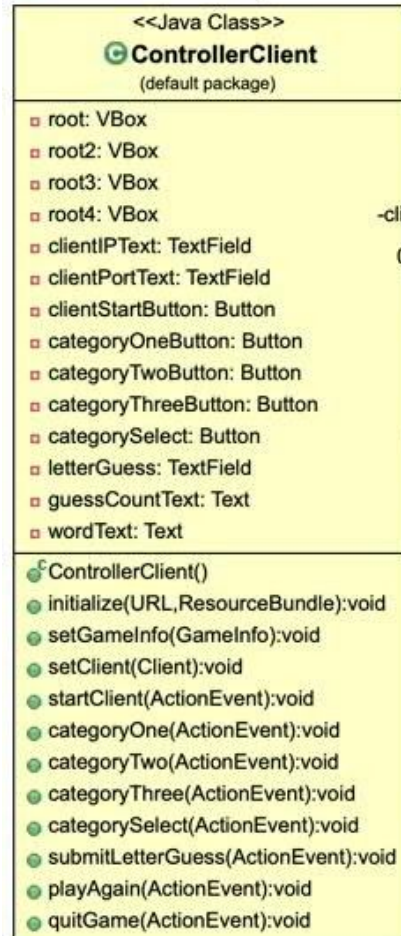 <<Java Class>>
ControllerClient
(default package)
root: VBox
root2: VBox
root3: VBox
root4: VBox
-cli
clientIPText: TextField
clientPortText: TextField
clientStartButton: Button
categoryOneButton: Button
categoryTwoButton: Button
categoryThreeButton: Button
categorySelect: Button
letterGuess: TextField
guessCountText: Text
wordText: Text
ControllerClient()
initialize(URL,ResourceBundle):void
setGameInfo(GameInfo):void
setClient(Client):void
startClient(ActionEvent):void
categoryOne(ActionEvent):void
categoryTwo(ActionEvent):void
categoryThree(ActionEvent):void
categorySelect(ActionEvent):void
submitLetterGuess(ActionEvent):void
playAgain(ActionEvent):void
quitGame(ActionEvent):void